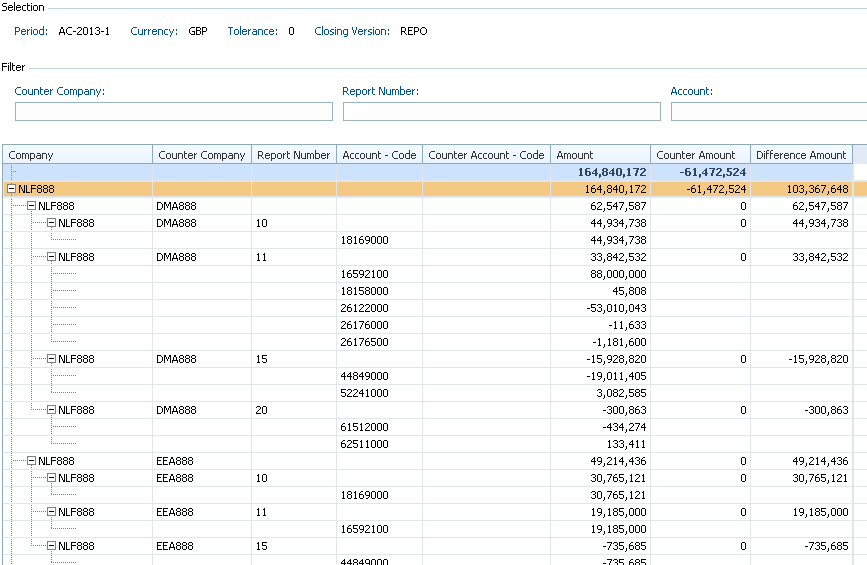 Selection
Period: AC-2013-1 Currency: GBP Tolerance: 0 Closing Version: REPO
Filter
Counter Company: Report Number: Account:
Company Counter Company Report Number Account - Code Counter Account - Code Amount Counter Amount Difference Amount
164,840,172 -61,472,524
NLF888 164,840,172 -61,472,524 103,367,648
NLF888 DMA888 62,547,587 0 62,547,587
NLF888 DMA888 10 44,934,738 0 44,934,738
18169000 44,934,738
NLF888 DMA888 11 33,842,532 0 33,842,532
16592100 88,000,000
18158000 45,808
26122000 -53,010,043
26176000 -11,633
26176500 -1,181,600
NLF888 DMA888 15 -15,928,820 0 -15,928,820
44849000 -19,011,405
52241000 3,082,585
NLF888 DMA888 20 -300,863 0 -300,863
61512000 -434,274
62511000 133,411
NLF888 EEA888 49,214,436 0 49,214,436
NLF888 EEA888 10 30,765,121 0 30,765,121
18169000 30,765,121
NLF888 EEA888 11 19,185,000 0 19,185,000
16592100 19,185,000
NLF888 EEA888 15 -735,685 0 -735,685
44849000 -735,685